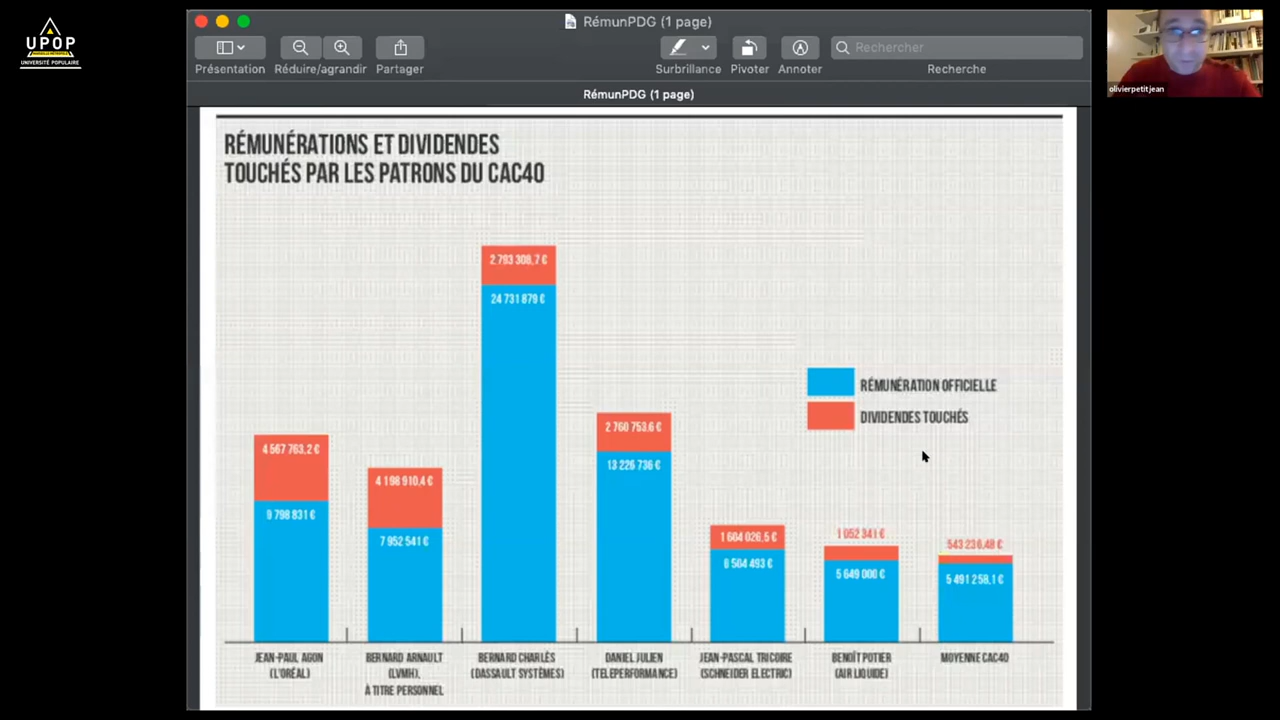 UPOP
UNIVERSITÉ POPULAIRE
RémunPDG (1 page)
Présentation
Réduire/agrandir
Partager
Surbrillance
Pivoter
Annoter
Rechercher
Recherche
RémunPDG (1 page)
olivierpetitjean
RÉMUNÉRATIONS ET DIVIDENDES
TOUCHÉS PAR LES PATRONS DU CAC40
2 793 308,7 €
24 731 879 €
RÉMUNÉRATION OFFICIELLE
DIVIDENDES TOUCHÉS
4 567 763,2 €
9 798 831 €
4 198 910,4 €
7 952 541 €
2 760 753,6 €
13 226 736 €
1 604 026,5 €
6 504 493 €
1 052 341 €
5 649 000 €
543 236,48 €
5 491 258,1 €
JEAN-PAUL AGON
(L'ORÉAL)
BERNARD ARNAULT
(LVMH),
À TITRE PERSONNEL
BERNARD CHARLÈS
(DASSAULT SYSTÈMES)
DANIEL JULIEN
(TELEPERFORMANCE)
JEAN-PASCAL TRICOIRE
(SCHNEIDER ELECTRIC)
BENOÎT POTIER
(AIR LIQUIDE)
MOYENNE CAC40